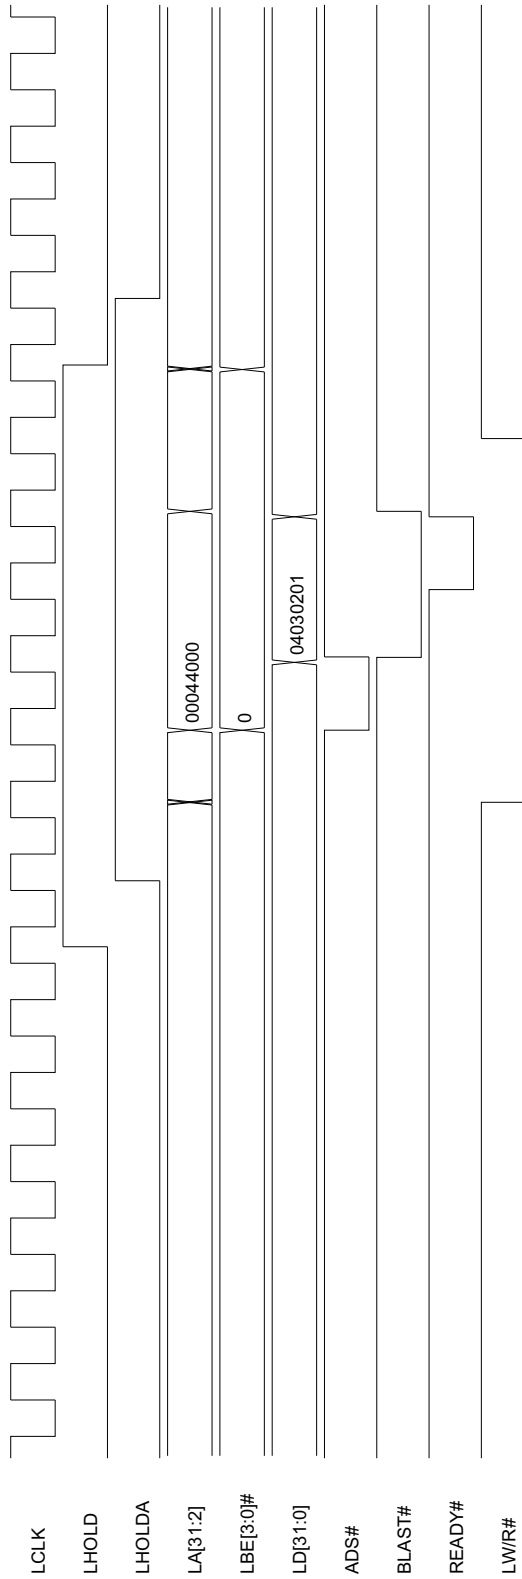 LCLK
LHOLD
LHOLDA
LA[31:2]
00044000
LBE[3:0]#
0
LD[31:0]
04030201
ADS#
BLAST#
READY#
LW/R#